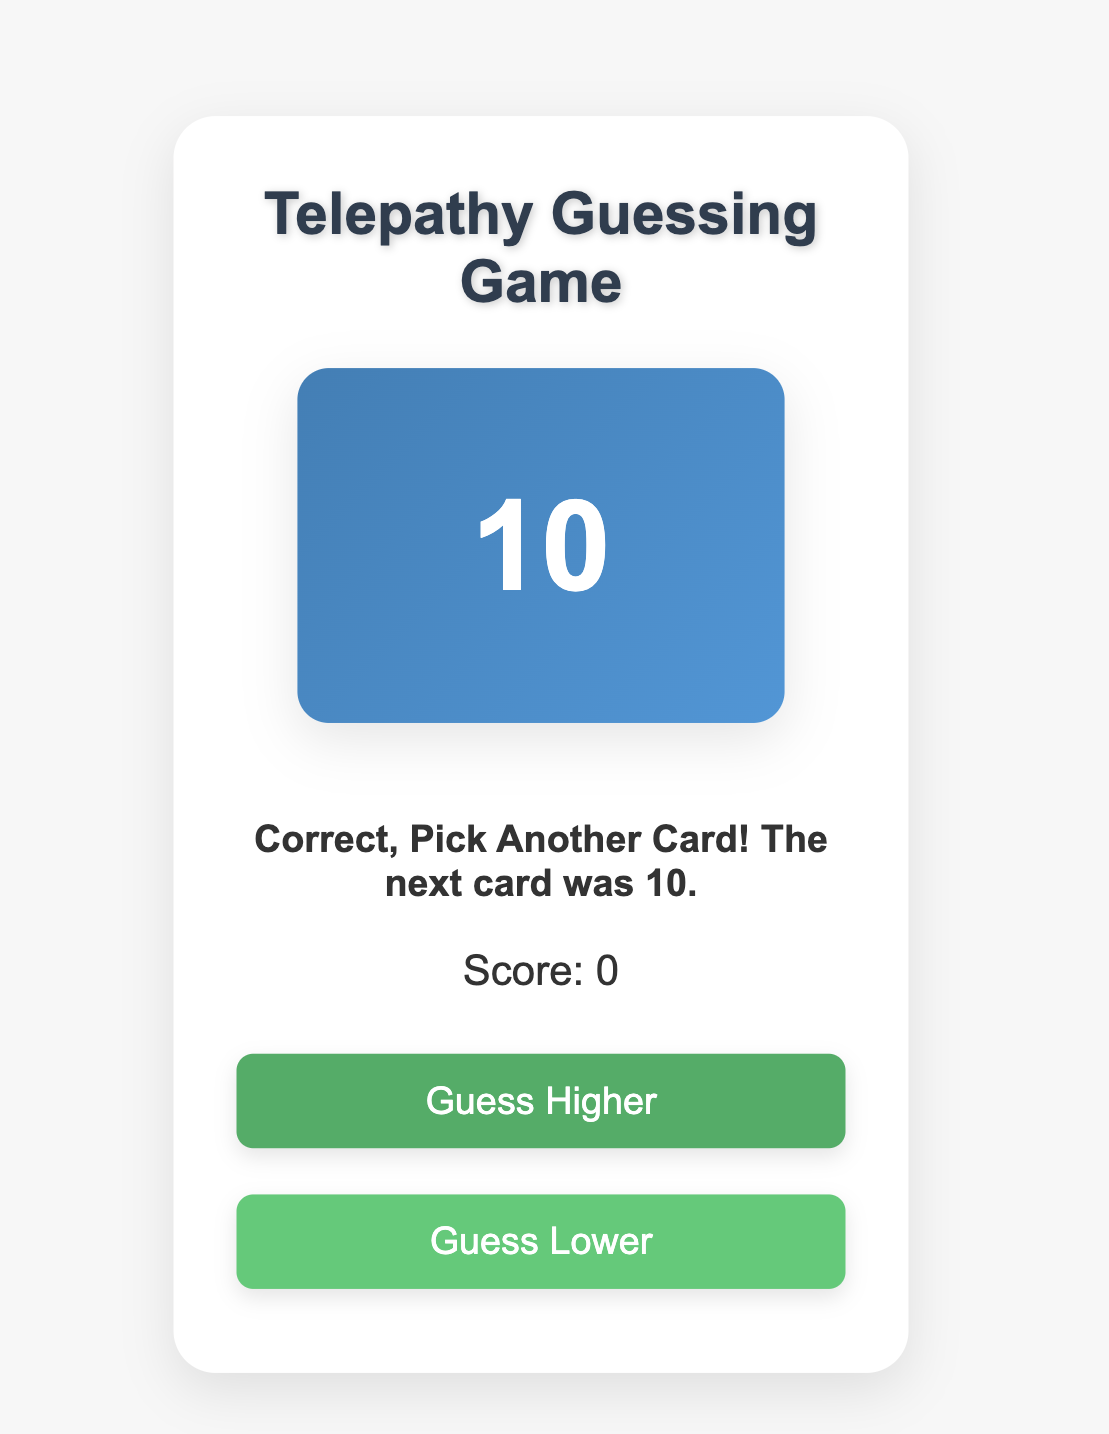 Telepathy Guessing
Game
10
Correct, Pick Another Card! The
next card was 10.
Score: 0
Guess Higher
Guess Lower